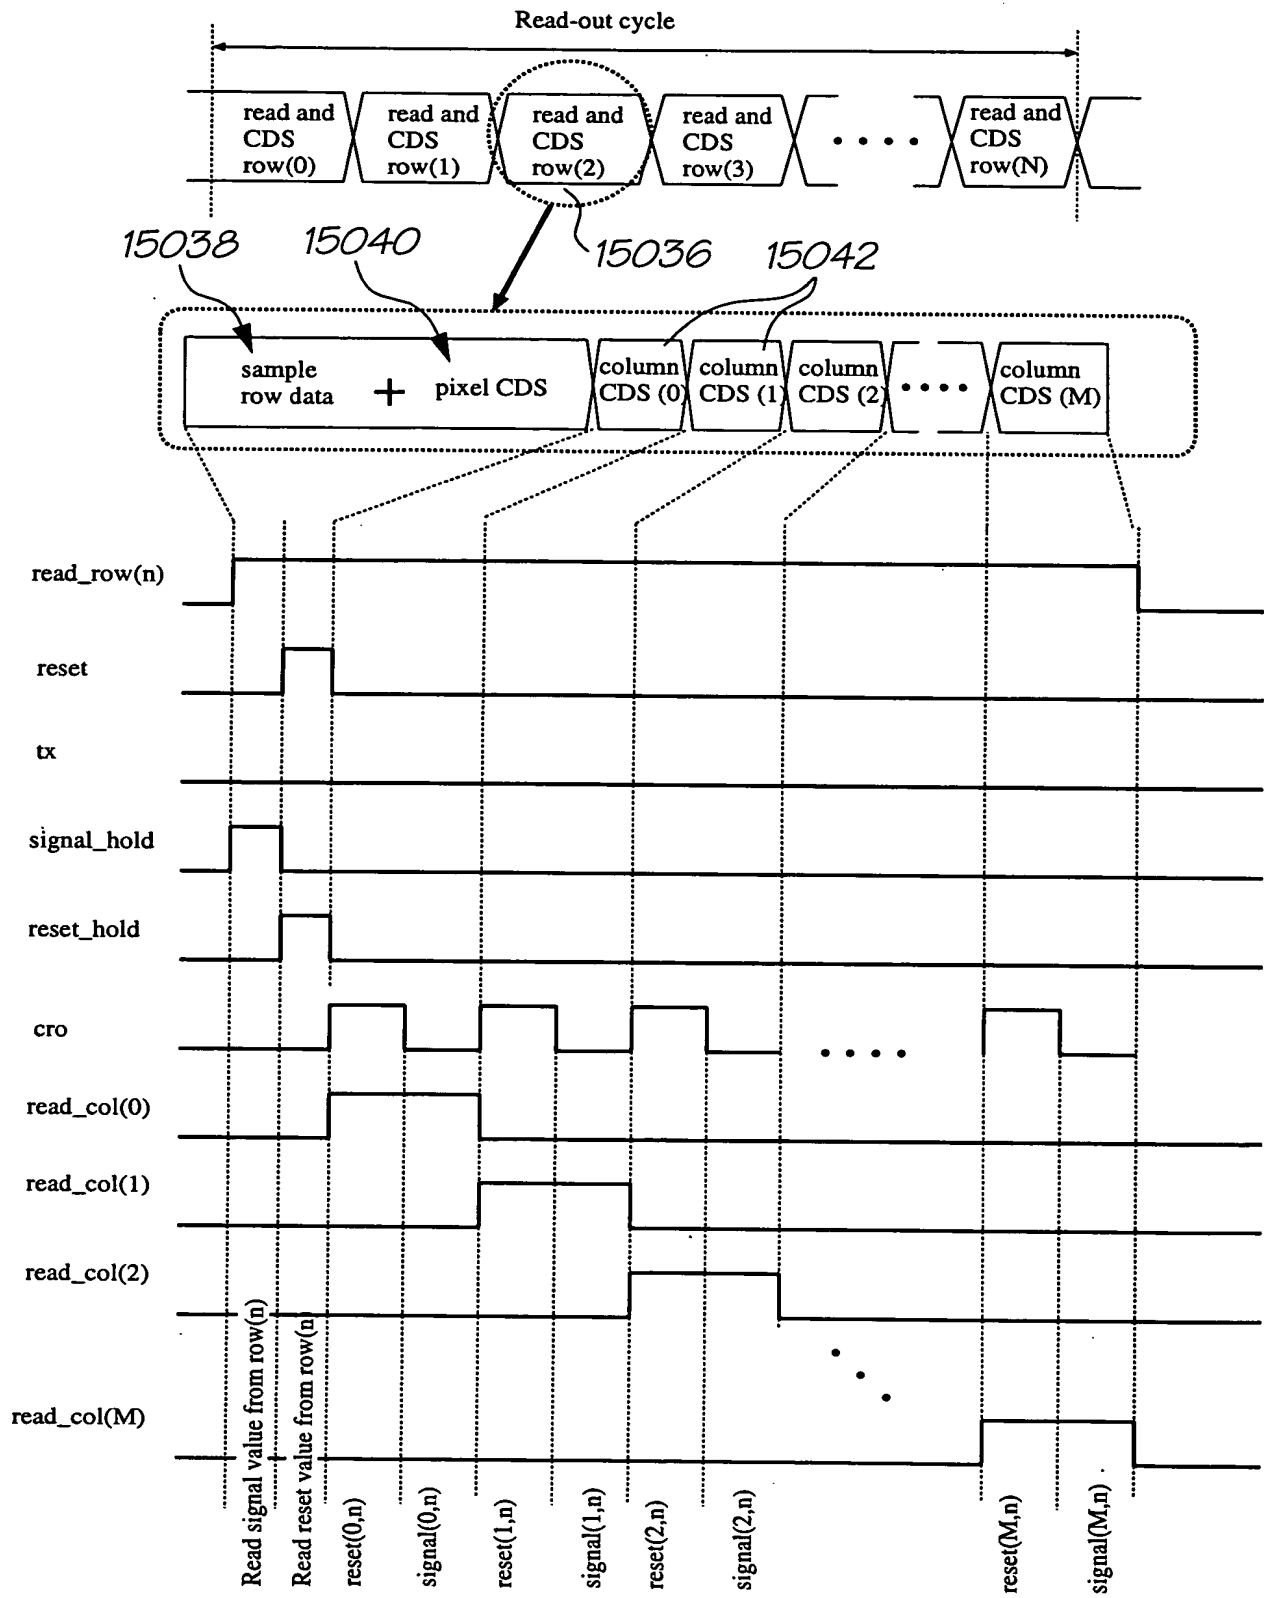 Read-out cycle
read and CDS row(0)
read and CDS row(1)
read and CDS row(2)
read and CDS row(3)
read and CDS row(N)
15038
15040
15036
15042
sample row data
+
pixel CDS
column CDS (0)
column CDS (1)
column CDS (2)
column CDS (M)
read_row(n)
reset
tx
signal_hold
reset_hold
cro
read_col(0)
read_col(1)
read_col(2)
read_col(M)
Read signal value from row(n)
Read reset value from row(n)
reset(0,n)
signal(0,n)
reset(1,n)
signal(1,n)
reset(2,n)
signal(2,n)
reset(M,n)
signal(M,n)